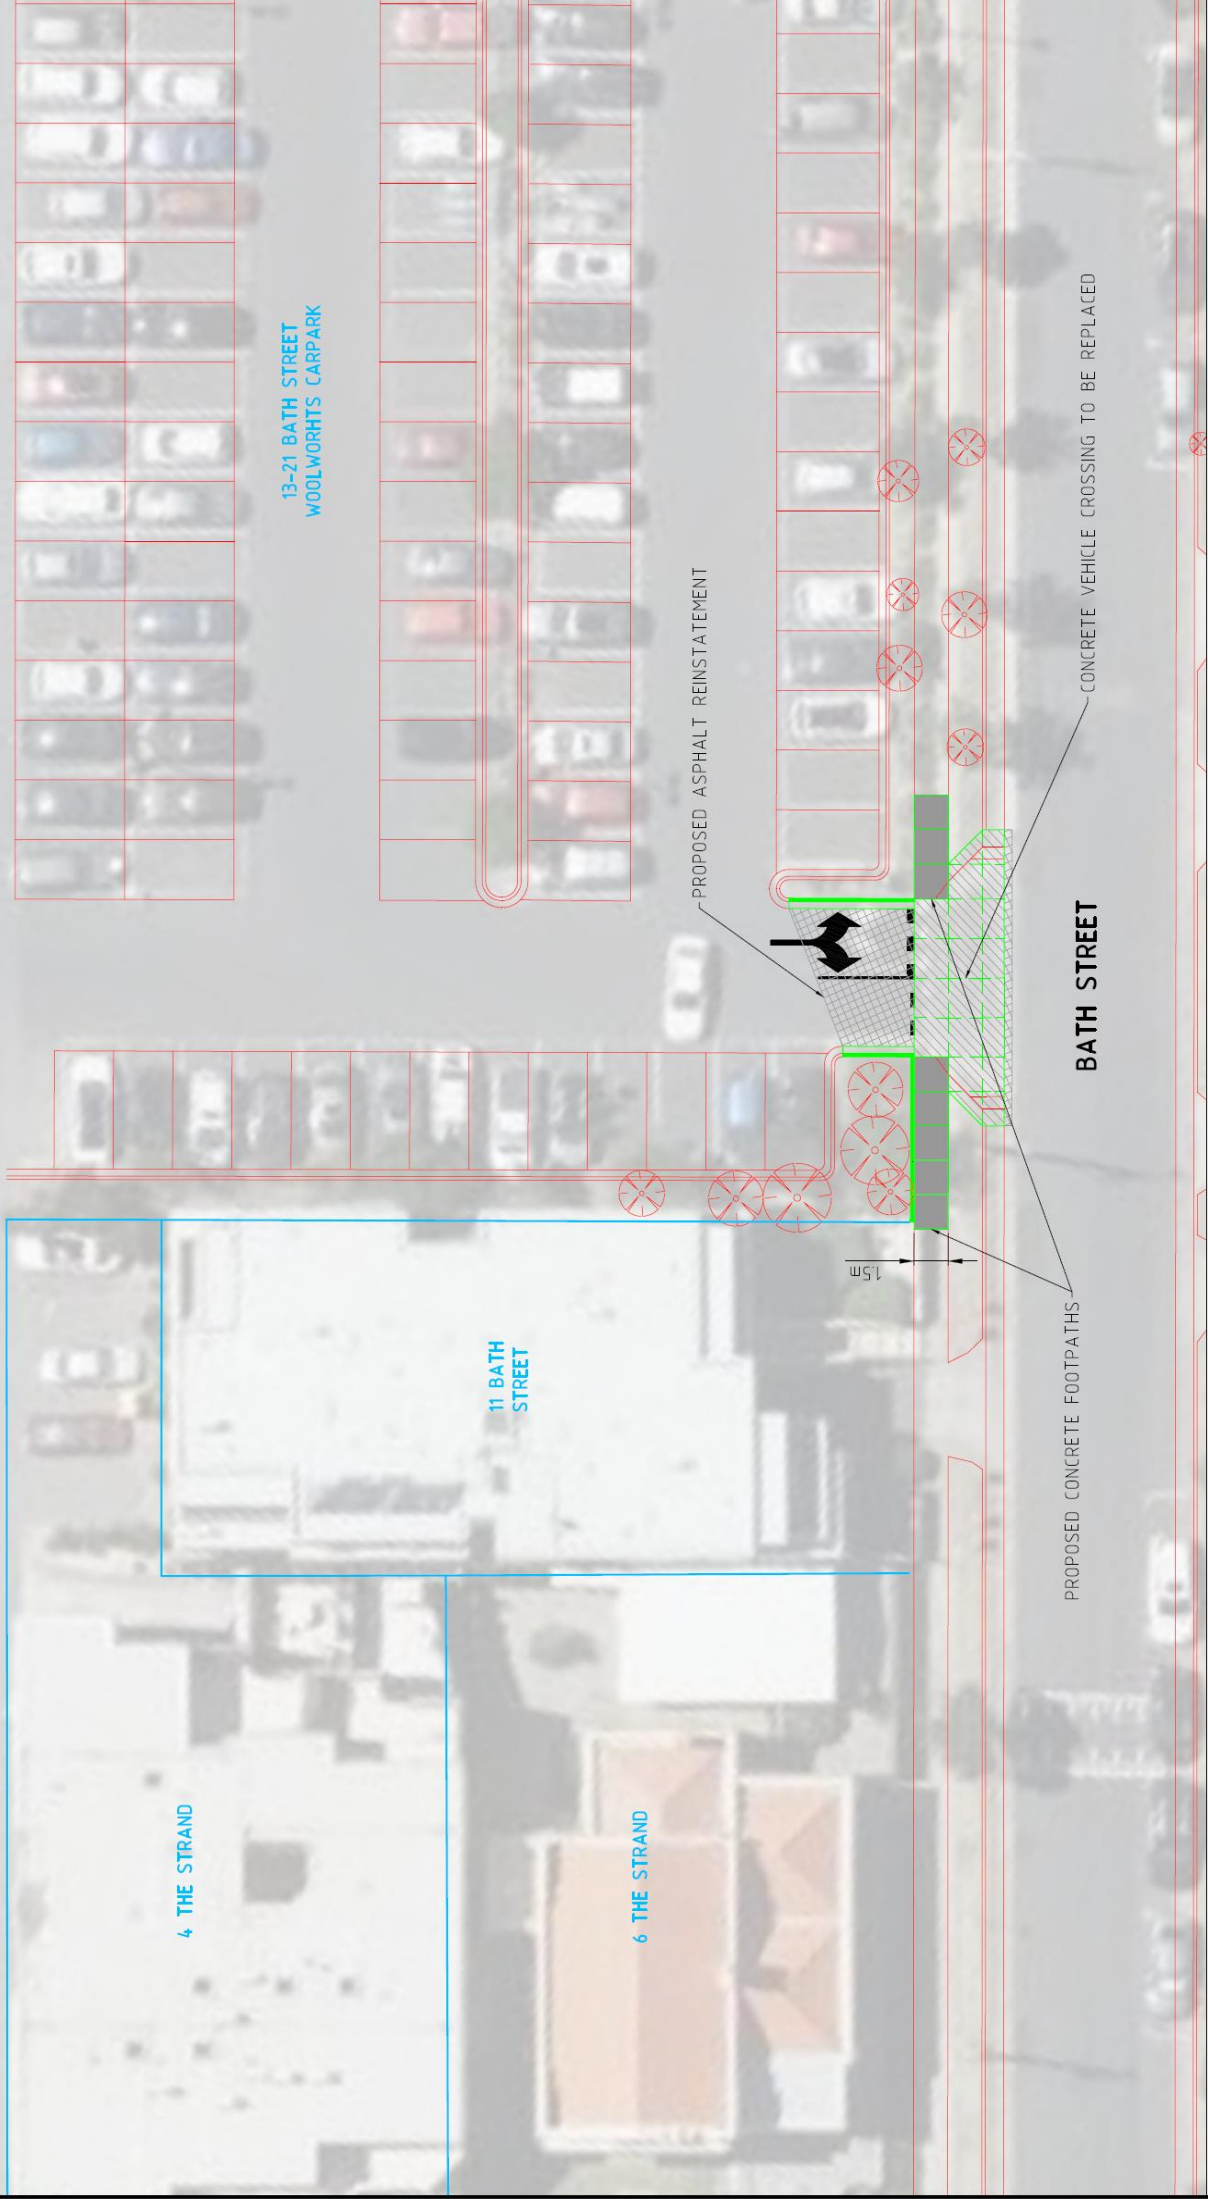 13-21 BATH STREET
WOOLWORHTS CARPARK
PROPOSED ASPHALT REINSTATEMENT
CONCRETE VEHICLE CROSSING TO BE REPLACED
BATH STREET
1.5m
11 BATH
STREET
PROPOSED CONCRETE FOOTPATHS
4 THE STRAND
6 THE STRAND